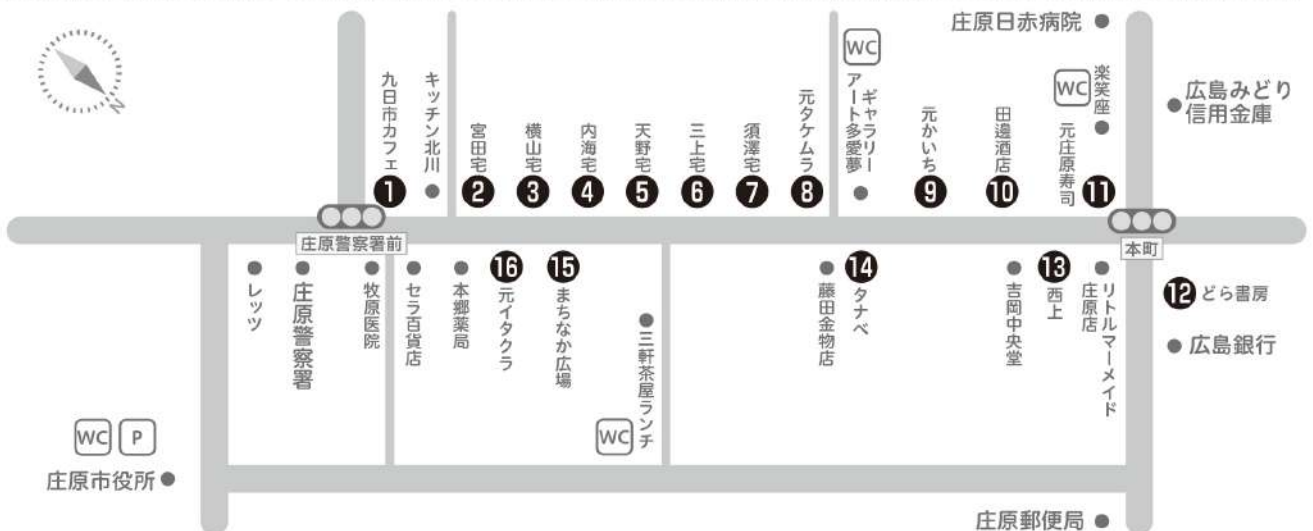 庄原日赤病院
WC
楽笑座
WC
広島みどり
信用金庫
九日市カフェ
キッチン北川
宮田宅
横山宅
内海宅
天野宅
三上宅
須澤宅
元タケムラ
ギャラリー
アート多愛夢
元かいち
田邊酒店
元庄原寿司
N
1
2
3
4
5
6
7
8
9
10
11
庄原警察署前
本町
レッツ
庄原警察署
牧原医院
セラ百貨店
本郷薬局
16
元イタクラ
15
まちなか広場
三軒茶屋ランチ
WC
藤田金物店
14
タナベ
吉岡中央堂
13
西上
リトルマーメイド
庄原店
12 どら書房
広島銀行
WC P
庄原市役所
庄原郵便局